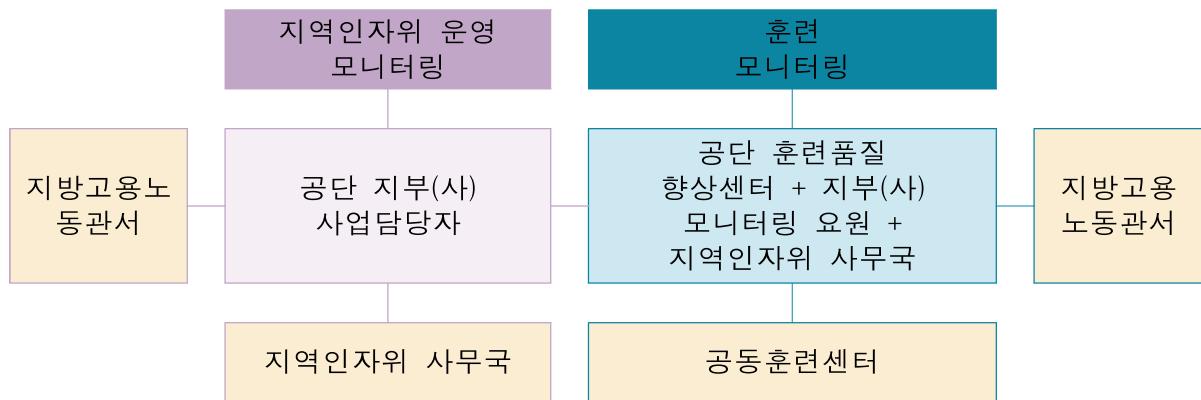 지역인자위 운영
모니터링
훈련
모니터링
지방고용노
동관서
공단 지부(사)
사업담당자
공단 훈련품질
향상센터 + 지부(사)
모니터링 요원 +
지역인자위 사무국
지방고용
노동관서
지역인자위 사무국
공동훈련센터